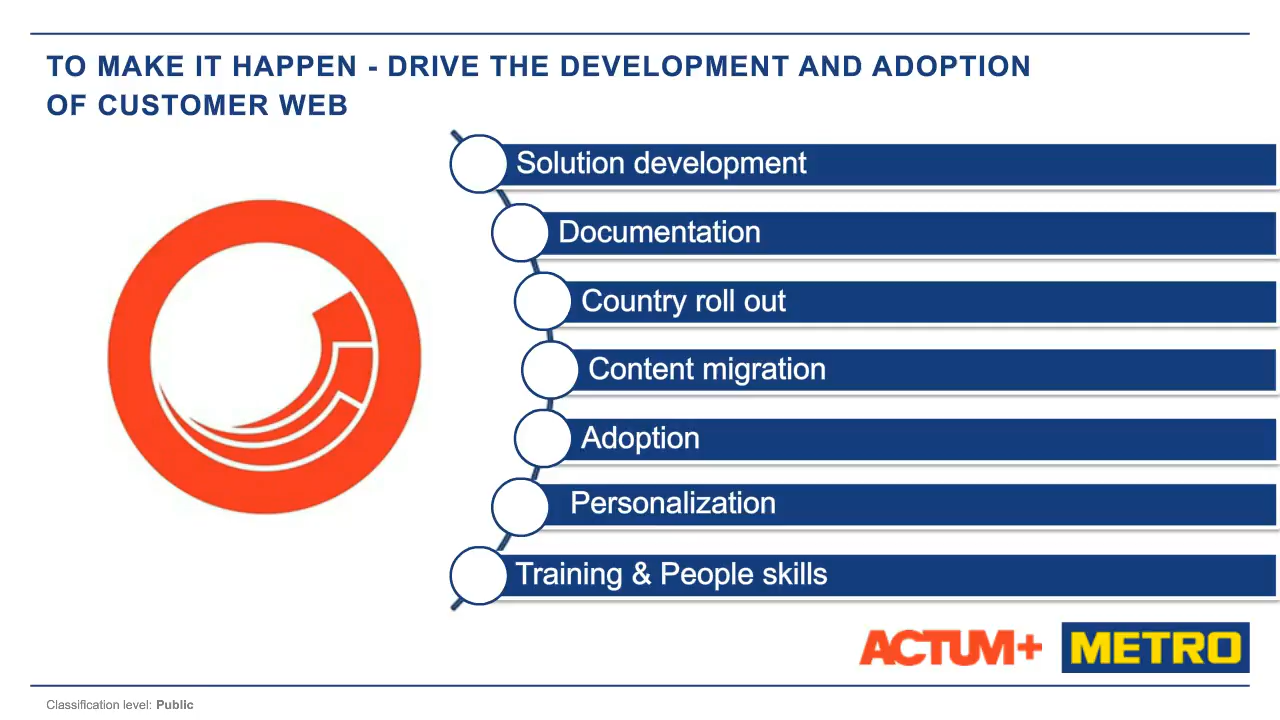 TO MAKE IT HAPPEN - DRIVE THE DEVELOPMENT AND ADOPTION
OF CUSTOMER WEB
Solution development
Documentation
Country roll out
Content migration
Adoption
Personalization
Training & People skills
ACTUM+ METRO
Classification level: Public